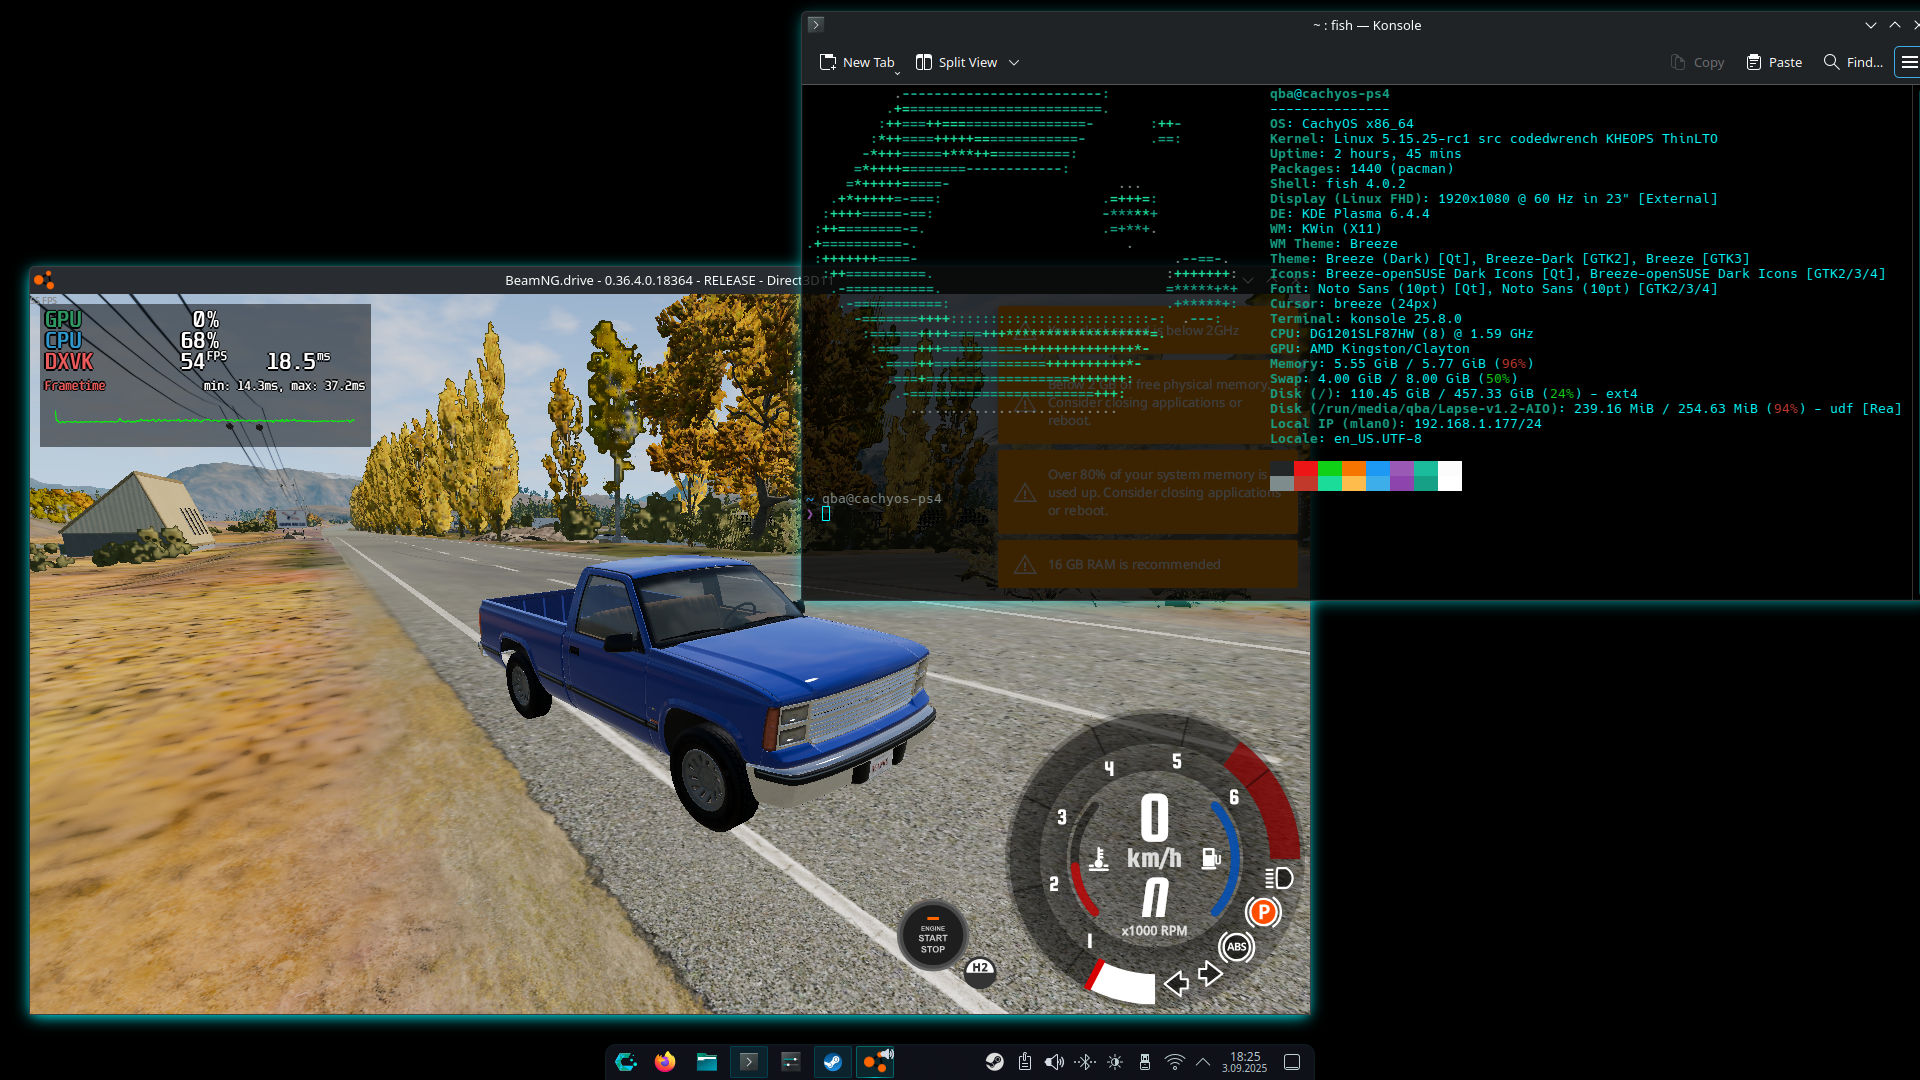 ~ : fish — Konsole
New Tab
Split View
Copy
Paste
Find...
qba@cachyos-ps4
---------------
OS: CachyOS x86_64
Kernel: Linux 5.15.25-rc1 src codedwrench KHEOPS ThinLTO
Uptime: 2 hours, 45 mins
Packages: 1440 (pacman)
Shell: fish 4.0.2
Display (Linux FHD): 1920x1080 @ 60 Hz in 23" [External]
DE: KDE Plasma 6.4.4
WM: KWin (X11)
WM Theme: Breeze
Theme: Breeze (Dark) [Qt], Breeze-Dark [GTK2], Breeze [GTK3]
Icons: Breeze-openSUSE Dark Icons [Qt], Breeze-openSUSE Dark Icons [GTK2/3/4]
Font: Noto Sans (10pt) [Qt], Noto Sans (10pt) [GTK2/3/4]
Cursor: breeze (24px)
Terminal: konsole 25.8.0
CPU: DG1201SLF87HW (8) @ 1.59 GHz
GPU: AMD Kingston/Clayton
Memory: 5.55 GiB / 5.77 GiB (96%)
Swap: 4.00 GiB / 8.00 GiB (50%)
Disk (/): 110.45 GiB / 457.33 GiB (24%) - ext4
Disk (/run/media/qba/Lapse-v1.2-AIO): 239.16 MiB / 254.63 MiB (94%) - udf [Rea]
Local IP (mlan0): 192.168.1.177/24
Locale: en_US.UTF-8
~ qba@cachyos-ps4
❯
BeamNG.drive - 0.36.4.0.18364 - RELEASE - Direct3D11
GPU 0%
CPU 68%
DXVK 54 FPS 18.5 ms
Frametime min: 14.3ms, max: 37.2ms
is below 2GHz
Below 2 GB of free physical memory.
Consider closing applications or
reboot.
Over 80% of your system memory is
used up. Consider closing applications
or reboot.
16 GB RAM is recommended
1
2
3
4
5
6
0
km/h
n
x1000 RPM
P
ABS
ENGINE
START
STOP
H2
18:25
3.09.2025